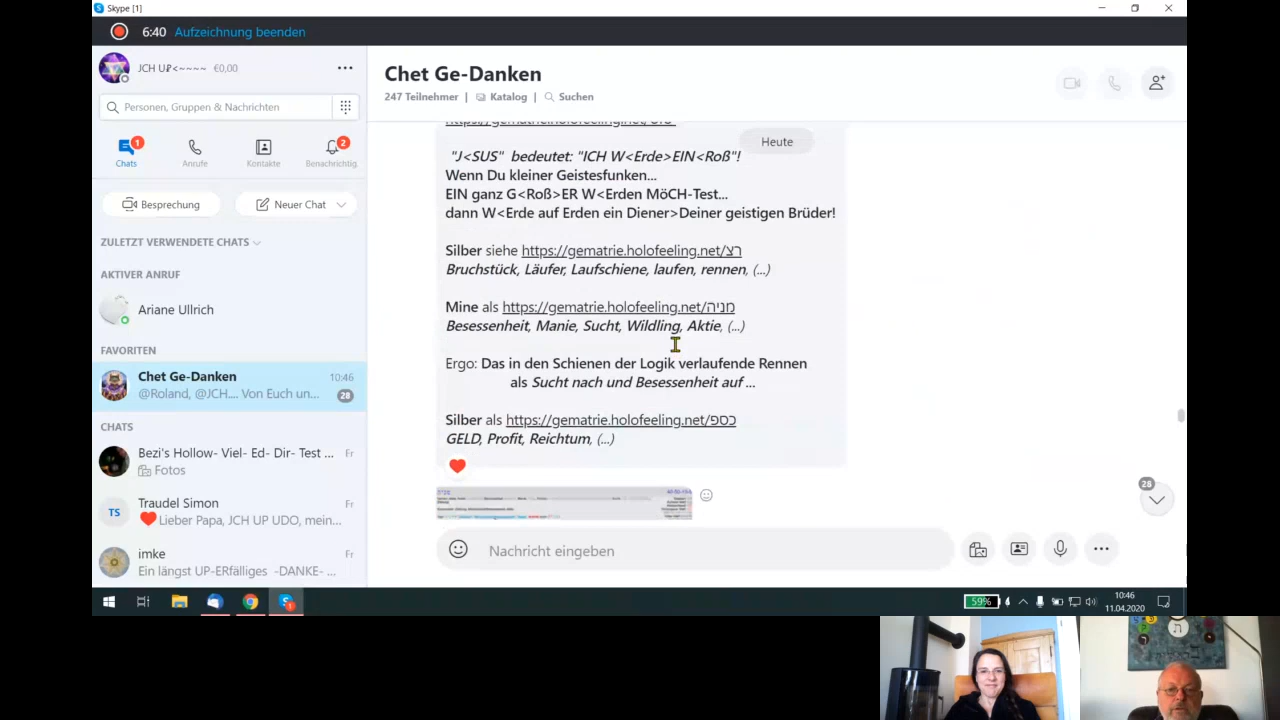 Skype [1]
6:40 Aufzeichnung beenden
JCH U₽<~~~~ €0,00
Personen, Gruppen & Nachrichten
1
2
Chats
Anrufe
Kontakte
Benachrichtig.
Besprechung
Neuer Chat
ZULETZT VERWENDETE CHATS
AKTIVER ANRUF
Ariane Ullrich
FAVORITEN
Chet Ge-Danken 10:46
@Roland, @JCH.... Von Euch un... 28
CHATS
Bezi's Hollow- Viel- Ed- Dir- Test ... Fr
Fotos
TS
Traudel Simon Fr
Lieber Papa, JCH UP UDO, mein...
imke Fr
Ein längst UP-ERfälliges -DANKE- ...
Chet Ge-Danken
247 Teilnehmer | Katalog | Suchen
Heute
"J<SUS" bedeutet: "ICH W<Erde>EIN<Roß"!
Wenn Du kleiner Geistesfunken...
EIN ganz G<Roß>ER W<Erden MöCH-Test...
dann W<Erde auf Erden ein Diener>Deiner geistigen Brüder!
Silber siehe https://gematrie.holofeeling.net/רצ
Bruchstück, Läufer, Laufschiene, laufen, rennen, (...)
Mine als https://gematrie.holofeeling.net/מניה
Besessenheit, Manie, Sucht, Wildling, Aktie, (...)
Ergo: Das in den Schienen der Logik verlaufende Rennen
als Sucht nach und Besessenheit auf ...
Silber als https://gematrie.holofeeling.net/כספ
GELD, Profit, Reichtum, (...)
28
Nachricht eingeben
59%
10:46
11.04.2020